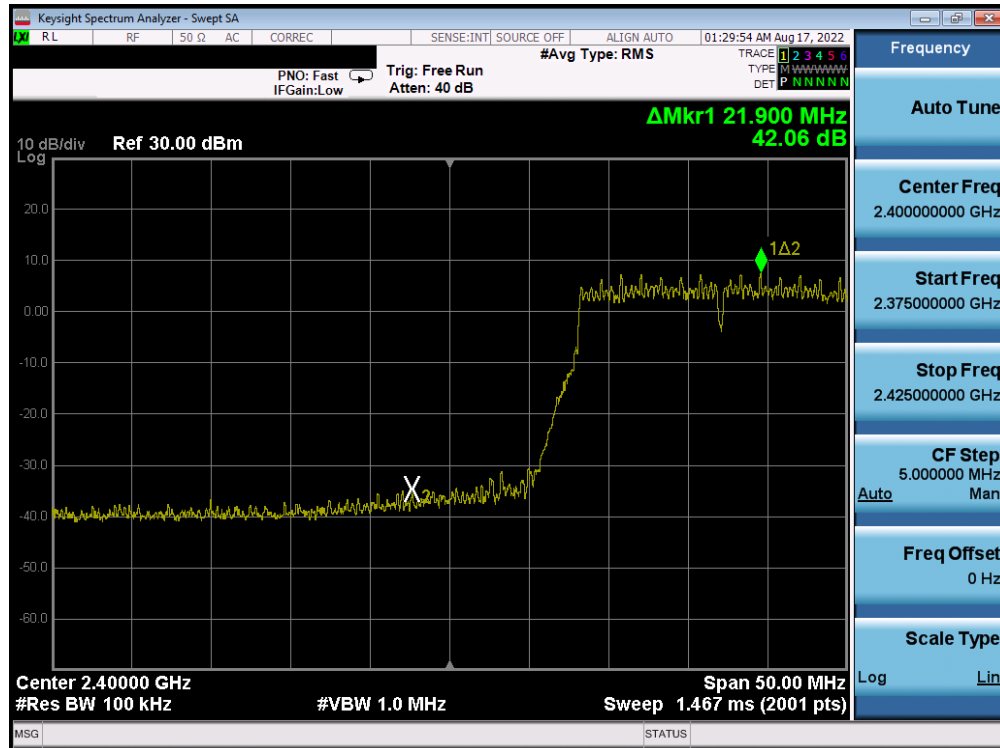 Keysight Spectrum Analyzer - Swept SA
LXI RL RF 50 Ω AC CORREC SENSE:INT SOURCE OFF ALIGN AUTO 01:29:54 AM Aug 17, 2022
PNO: Fast
IFGain:Low
Trig: Free Run
Atten: 40 dB
#Avg Type: RMS
TRACE 1 2 3 4 5 6
TYPE M WWWWW
DET P N N N N N
ΔMkr1 21.900 MHz
42.06 dB
10 dB/div Ref 30.00 dBm
Log
20.0
10.0
0.00
-10.0
-20.0
-30.0
-40.0
-50.0
-60.0
1Δ2
X2
Center 2.40000 GHz Span 50.00 MHz
#Res BW 100 kHz #VBW 1.0 MHz Sweep 1.467 ms (2001 pts)
MSG STATUS
Frequency
Auto Tune
Center Freq
2.400000000 GHz
Start Freq
2.375000000 GHz
Stop Freq
2.425000000 GHz
CF Step
5.000000 MHz
Auto Man
Freq Offset
0 Hz
Scale Type
Log Lin